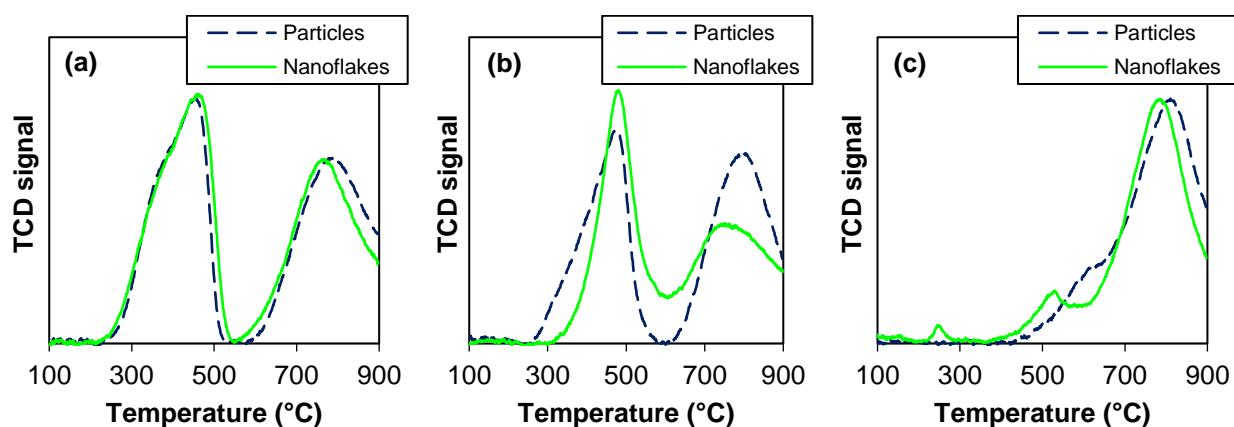 (a)
Particles
Nanoflakes
TCD signal
100 300 500 700 900
Temperature (°C)
(b)
Particles
Nanoflakes
TCD signal
100 300 500 700 900
Temperature (°C)
(c)
Particles
Nanoflakes
TCD signal
100 300 500 700 900
Temperature (°C)